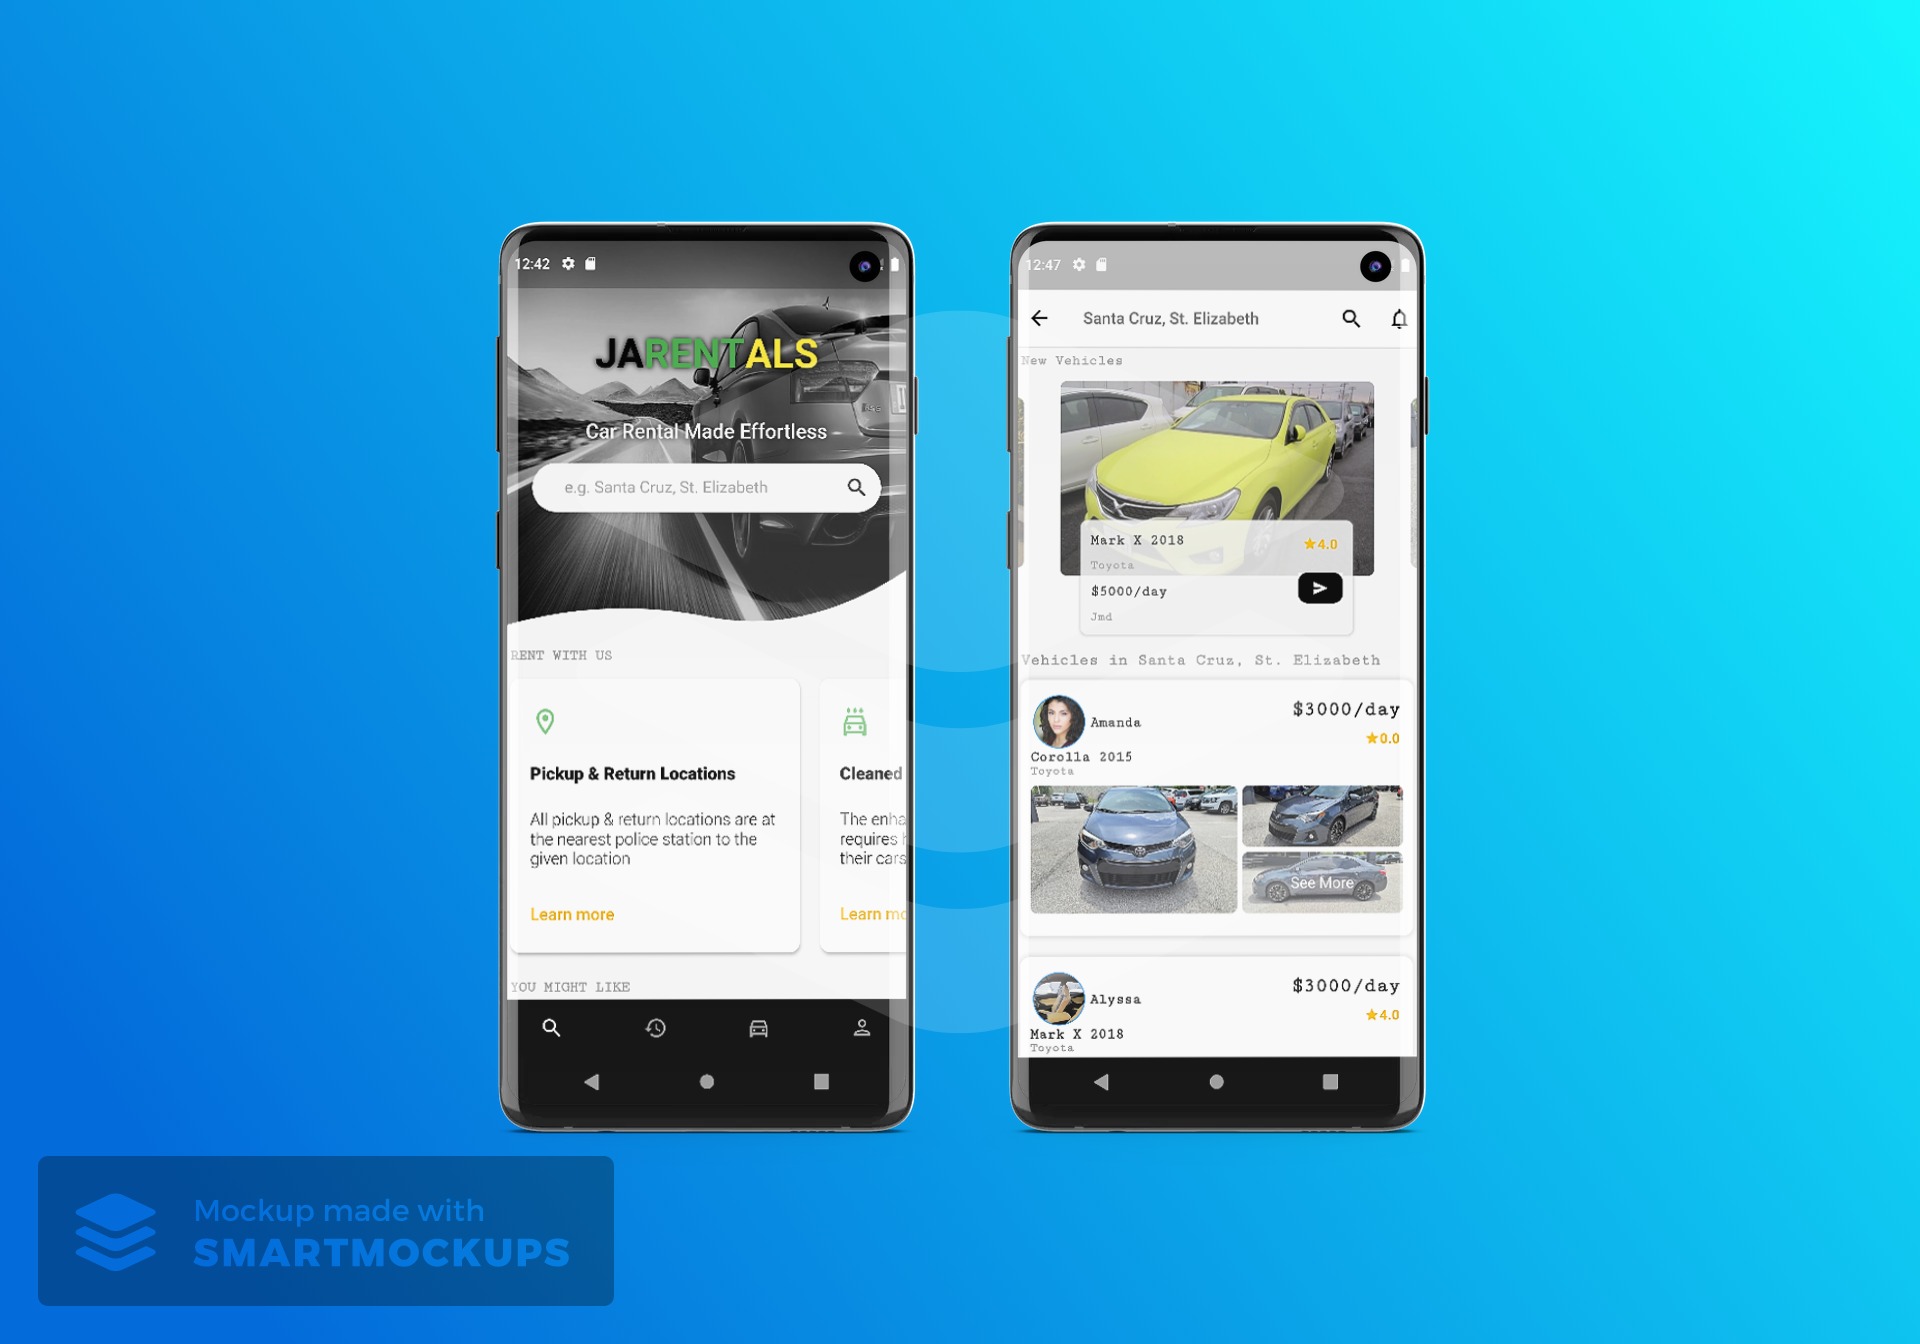 12:42
JARENTALS
Car Rental Made Effortless
e.g. Santa Cruz, St. Elizabeth
RENT WITH US
Pickup & Return Locations
All pickup & return locations are at
the nearest police station to the
given location
Learn more
Cleaned
The enha
requires
their cars
Learn mo
YOU MIGHT LIKE
12:47
Santa Cruz, St. Elizabeth
New Vehicles
Mark X 2018
4.0
Toyota
$5000/day
Jmd
Vehicles in Santa Cruz, St. Elizabeth
Amanda
$3000/day
0.0
Corolla 2015
Toyota
See More
Alyssa
$3000/day
4.0
Mark X 2018
Toyota
Mockup made with
SMARTMOCKUPS